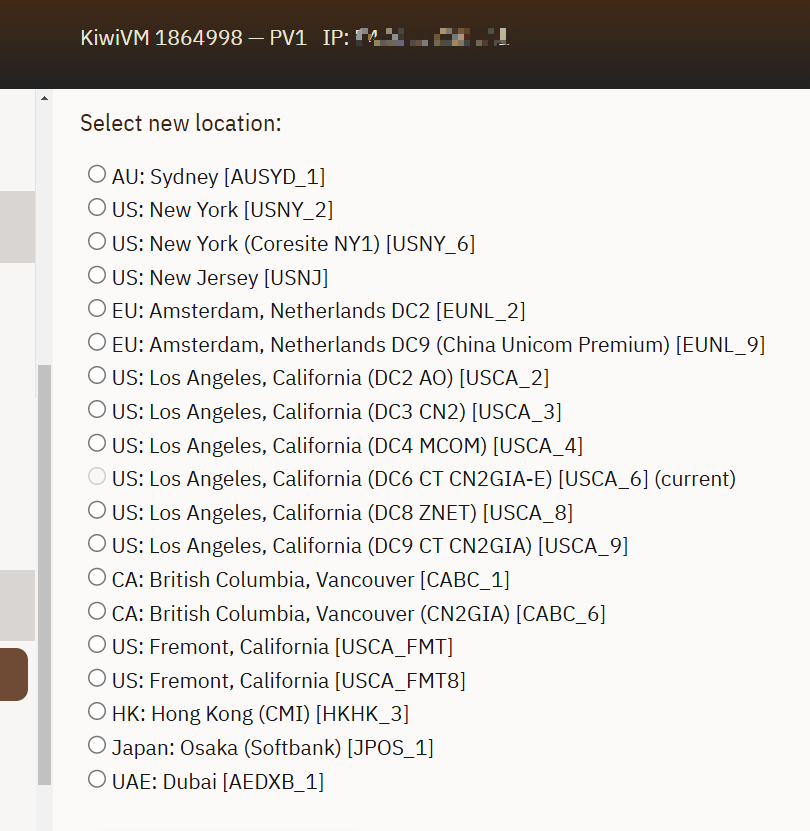 KiwiVM 1864998 — PV1 IP:
Select new location:
AU: Sydney [AUSYD_1]
US: New York [USNY_2]
US: New York (Coresite NY1) [USNY_6]
US: New Jersey [USNJ]
EU: Amsterdam, Netherlands DC2 [EUNL_2]
EU: Amsterdam, Netherlands DC9 (China Unicom Premium) [EUNL_9]
US: Los Angeles, California (DC2 AO) [USCA_2]
US: Los Angeles, California (DC3 CN2) [USCA_3]
US: Los Angeles, California (DC4 MCOM) [USCA_4]
US: Los Angeles, California (DC6 CT CN2GIA-E) [USCA_6] (current)
US: Los Angeles, California (DC8 ZNET) [USCA_8]
US: Los Angeles, California (DC9 CT CN2GIA) [USCA_9]
CA: British Columbia, Vancouver [CABC_1]
CA: British Columbia, Vancouver (CN2GIA) [CABC_6]
US: Fremont, California [USCA_FMT]
US: Fremont, California [USCA_FMT8]
HK: Hong Kong (CMI) [HKHK_3]
Japan: Osaka (Softbank) [JPOS_1]
UAE: Dubai [AEDXB_1]